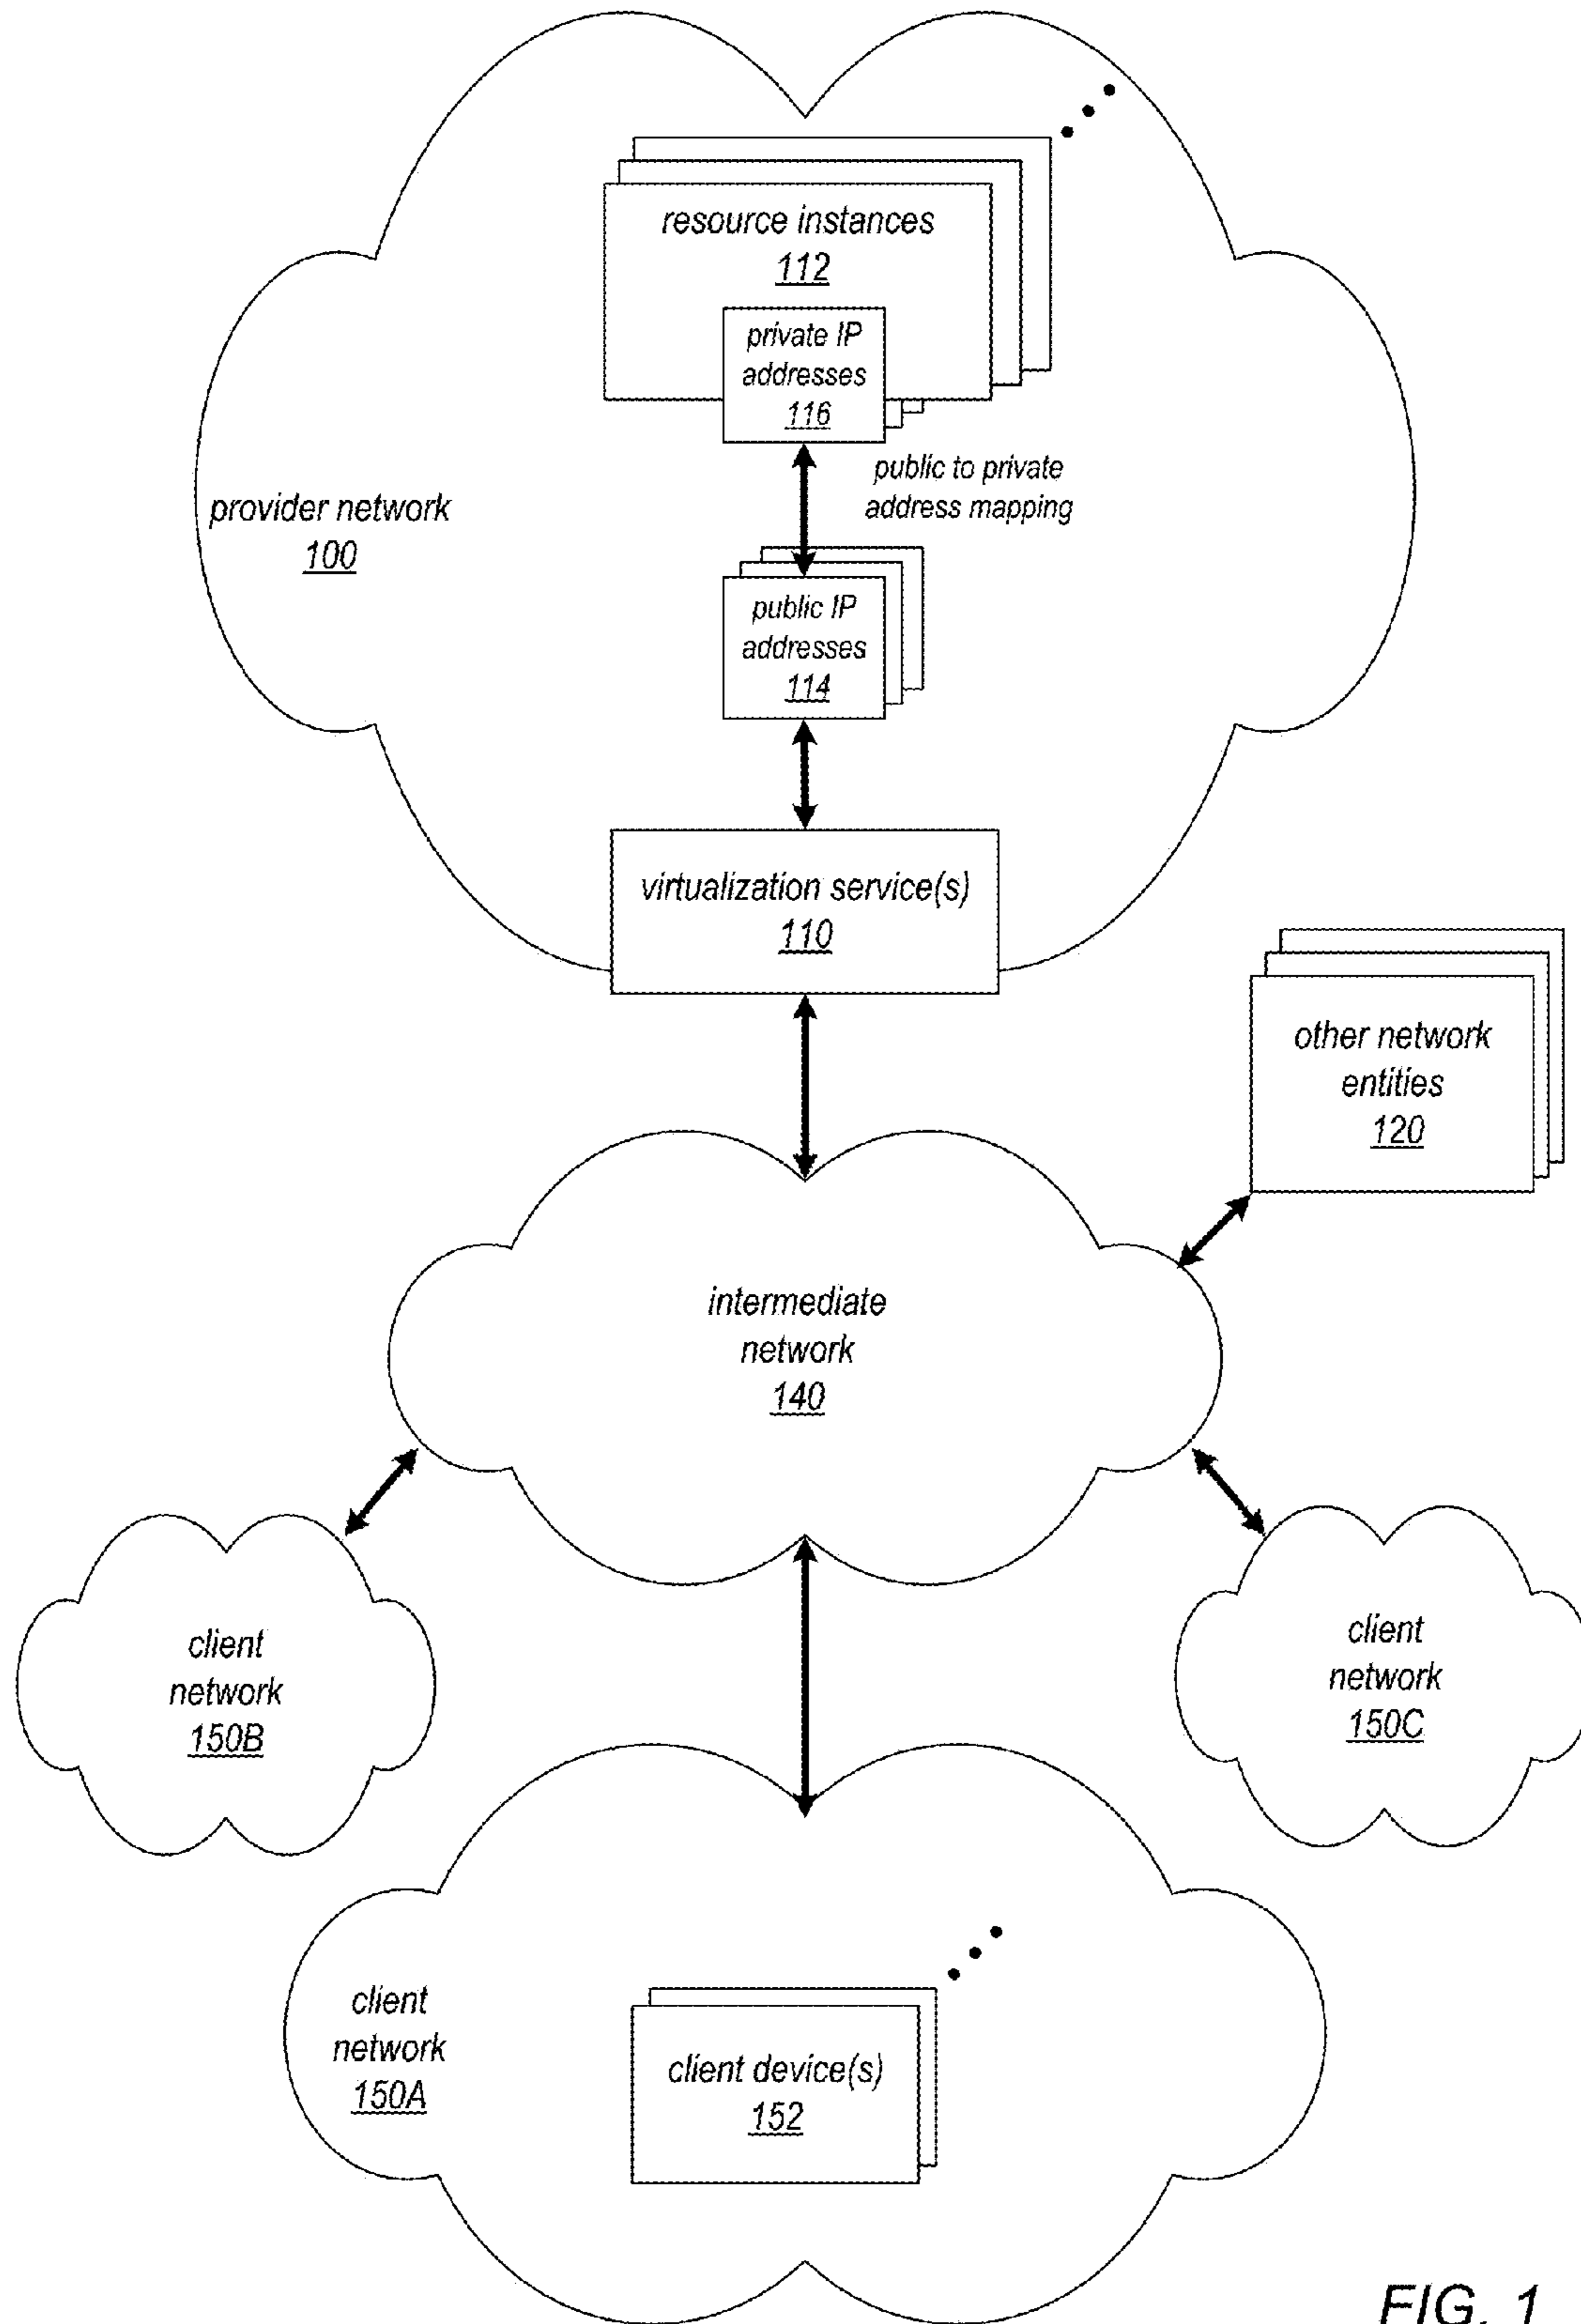 resource instances
112
private IP
addresses
116
public to private
address mapping
provider network
100
public IP
addresses
114
virtualization service(s)
110
other network
entities
120
intermediate
network
140
client
network
150B
client
network
150C
client
network
150A
client device(s)
152
FIG. 1